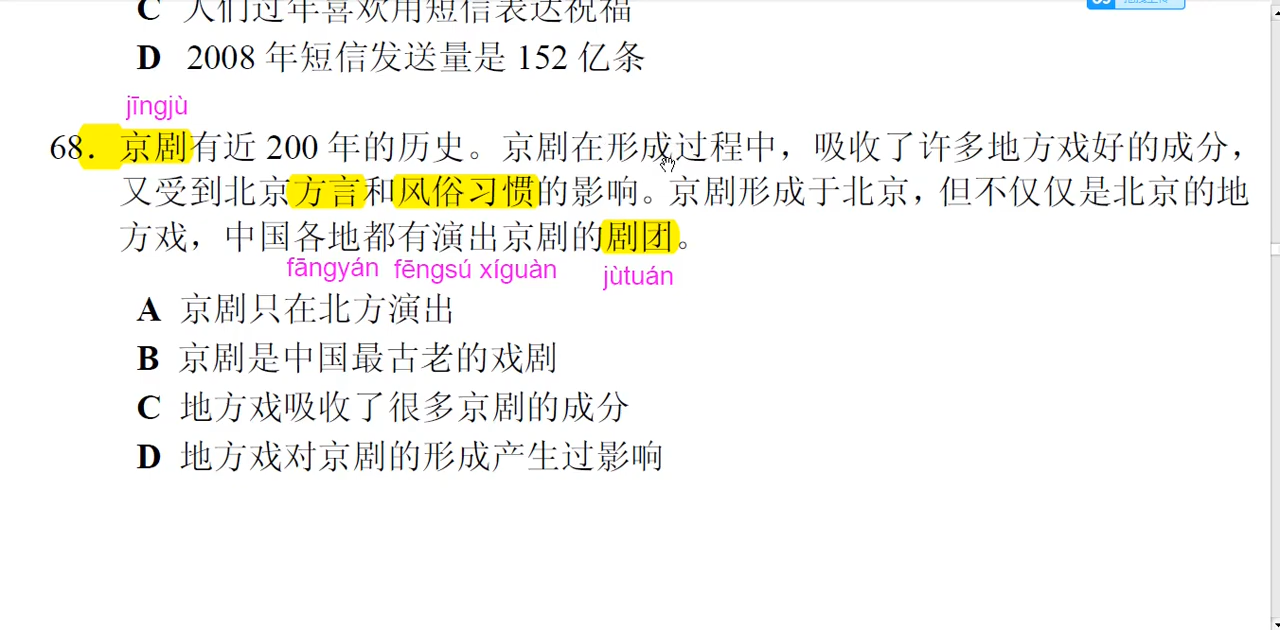 C 人们过年喜欢用短信表达祝福
D 2008 年短信发送量是 152 亿条
jīngjù
68．京剧有近 200 年的历史。京剧在形成过程中，吸收了许多地方戏好的成分，
又受到北京方言和风俗习惯的影响。京剧形成于北京，但不仅仅是北京的地
方戏，中国各地都有演出京剧的剧团。
fāngyán fēngsú xíguàn jùtuán
A 京剧只在北方演出
B 京剧是中国最古老的戏剧
C 地方戏吸收了很多京剧的成分
D 地方戏对京剧的形成产生过影响